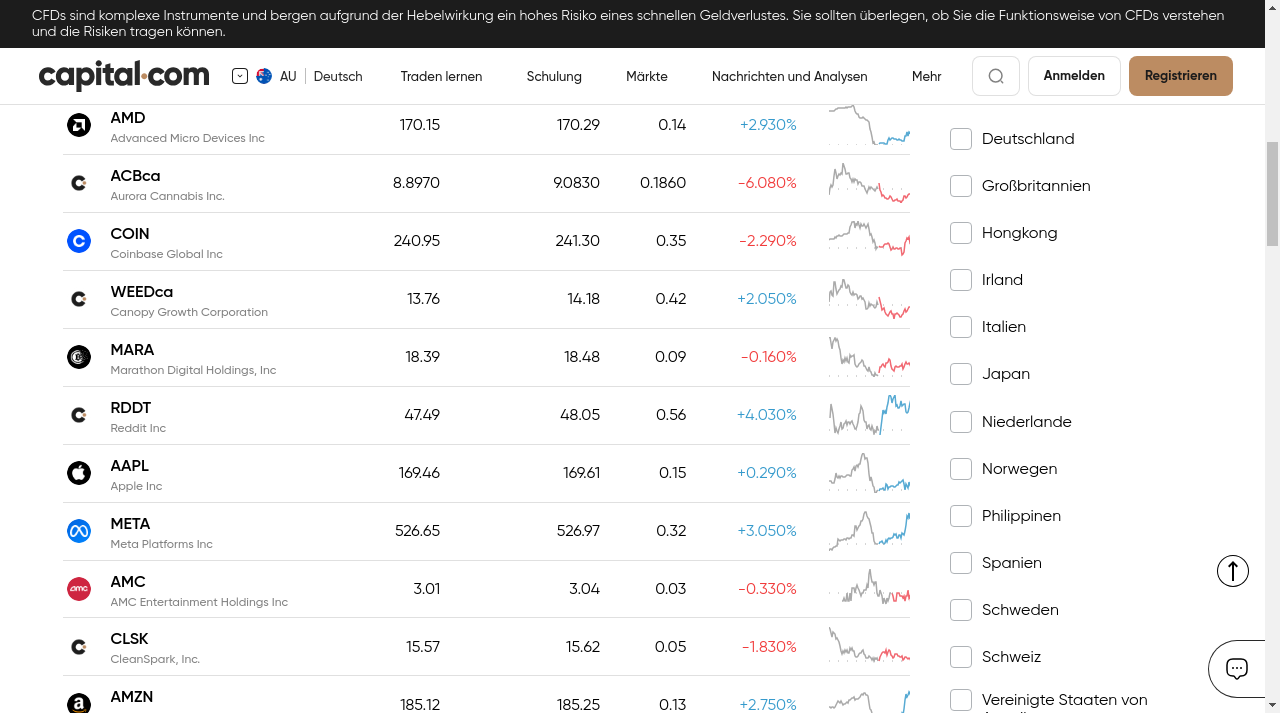 CFDs sind komplexe Instrumente und bergen aufgrund der Hebelwirkung ein hohes Risiko eines schnellen Geldverlustes. Sie sollten überlegen, ob Sie die Funktionsweise von CFDs verstehen
und die Risiken tragen können.
capital.com AU Deutsch Traden lernen Schulung Märkte Nachrichten und Analysen Mehr Anmelden Registrieren
AMD 170.15 170.29 0.14 +2.930%
Advanced Micro Devices Inc
ACBca 8.8970 9.0830 0.1860 -6.080%
Aurora Cannabis Inc.
COIN 240.95 241.30 0.35 -2.290%
Coinbase Global Inc
WEEDca 13.76 14.18 0.42 +2.050%
Canopy Growth Corporation
MARA 18.39 18.48 0.09 -0.160%
Marathon Digital Holdings, Inc
RDDT 47.49 48.05 0.56 +4.030%
Reddit Inc
AAPL 169.46 169.61 0.15 +0.290%
Apple Inc
META 526.65 526.97 0.32 +3.050%
Meta Platforms Inc
AMC 3.01 3.04 0.03 -0.330%
AMC Entertainment Holdings Inc
CLSK 15.57 15.62 0.05 -1.830%
CleanSpark, Inc.
AMZN 185.12 185.25 0.13 +2.750%
Deutschland
Großbritannien
Hongkong
Irland
Italien
Japan
Niederlande
Norwegen
Philippinen
Spanien
Schweden
Schweiz
Vereinigte Staaten von